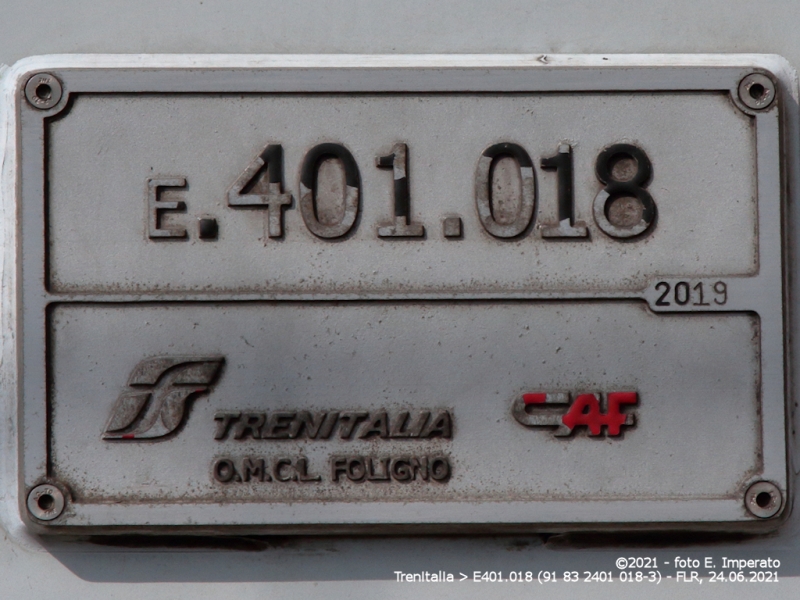 E.401.018
2019
TRENITALIA
CAF
O.M.C.L. FOLIGNO
©2021 - foto E. Imperato
TrenItalia > E401.018 (91 83 2401 018-3) - FLR, 24.06.2021